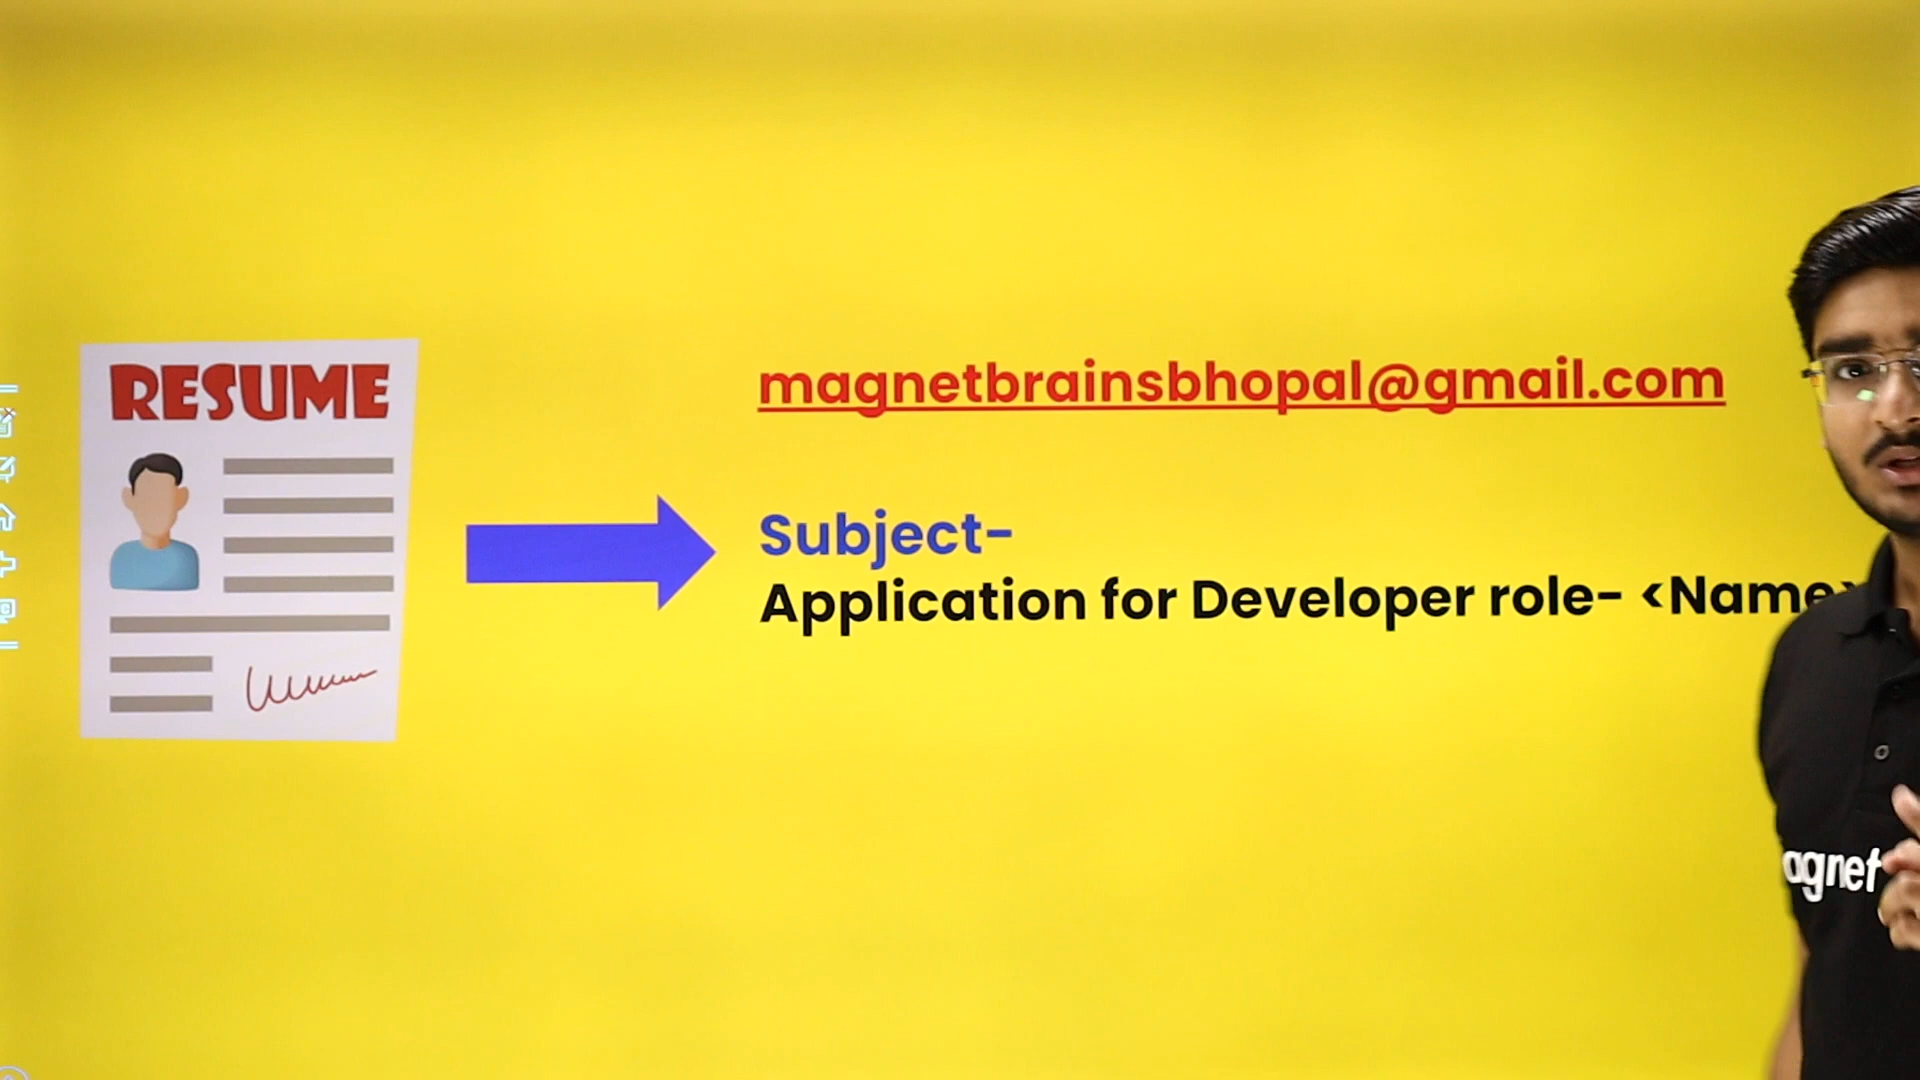 RESUME
magnetbrainsbhopal@gmail.com
Subject-
Application for Developer role- <Name>
agnet